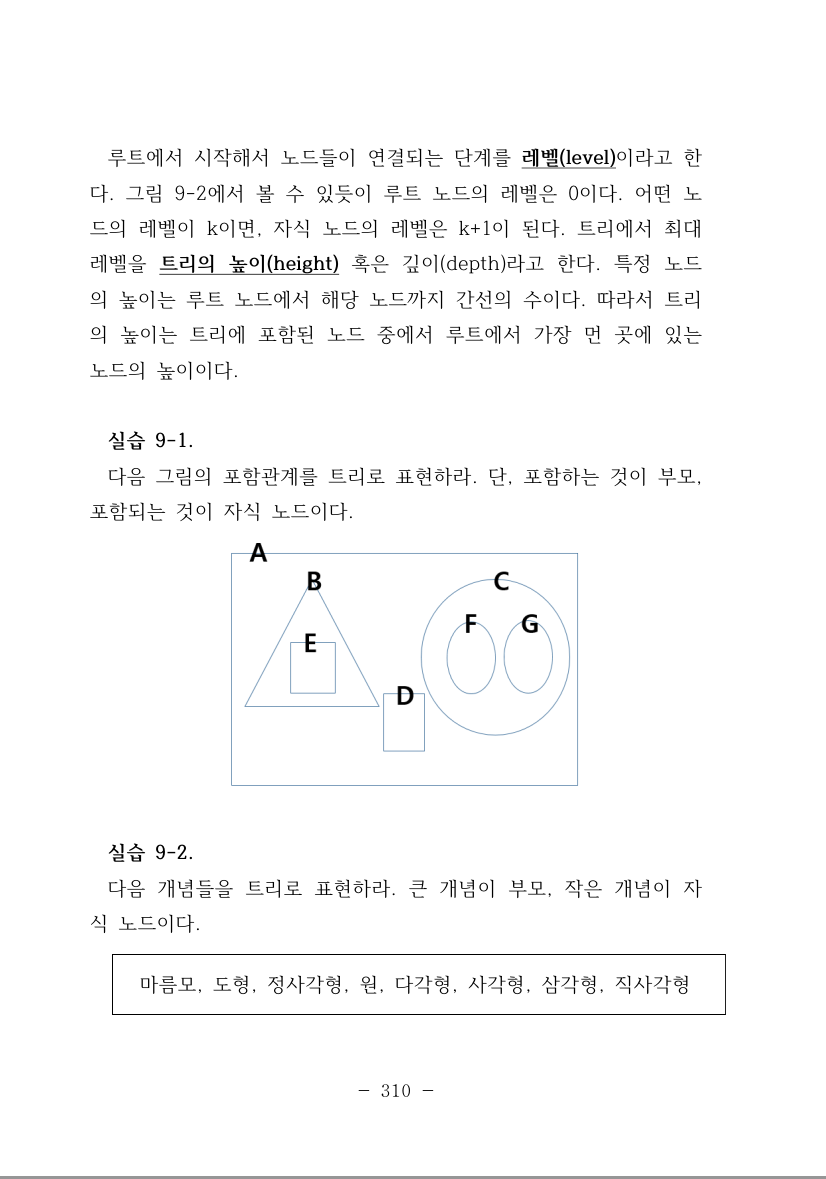 루트에서 시작해서 노드들이 연결되는 단계를 레벨(level)이라고 한
다. 그림 9-2에서 볼 수 있듯이 루트 노드의 레벨은 0이다. 어떤 노
드의 레벨이 k이면, 자식 노드의 레벨은 k+1이 된다. 트리에서 최대
레벨을 트리의 높이(height) 혹은 깊이(depth)라고 한다. 특정 노드
의 높이는 루트 노드에서 해당 노드까지 간선의 수이다. 따라서 트리
의 높이는 트리에 포함된 노드 중에서 루트에서 가장 먼 곳에 있는
노드의 높이이다.
실습 9-1.
다음 그림의 포함관계를 트리로 표현하라. 단, 포함하는 것이 부모,
포함되는 것이 자식 노드이다.
A
B C
F G
E
D
실습 9-2.
다음 개념들을 트리로 표현하라. 큰 개념이 부모, 작은 개념이 자
식 노드이다.
마름모, 도형, 정사각형, 원, 다각형, 사각형, 삼각형, 직사각형
- 310 -